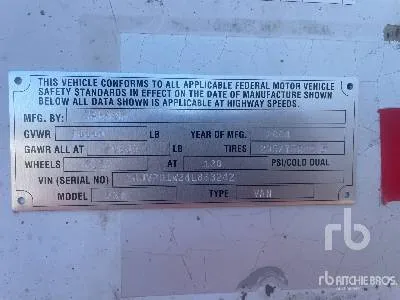 THIS VEHICLE CONFORMS TO ALL APPLICABLE FEDERAL MOTOR VEHICLE
SAFETY STANDARDS IN EFFECT ON THE DATE OF MANUFACTURE SHOWN
BELOW ALL DATA SHOWN IS APPLICABLE AT HIGHWAY SPEEDS.
MFG. BY:
GVWR LB YEAR OF MFG. 2004
GAWR ALL AT LB TIRES
WHEELS AT 120 PSI/COLD DUAL
VIN (SERIAL NO)
MODEL TYPE VAN
rb
rb RITCHIE BROS